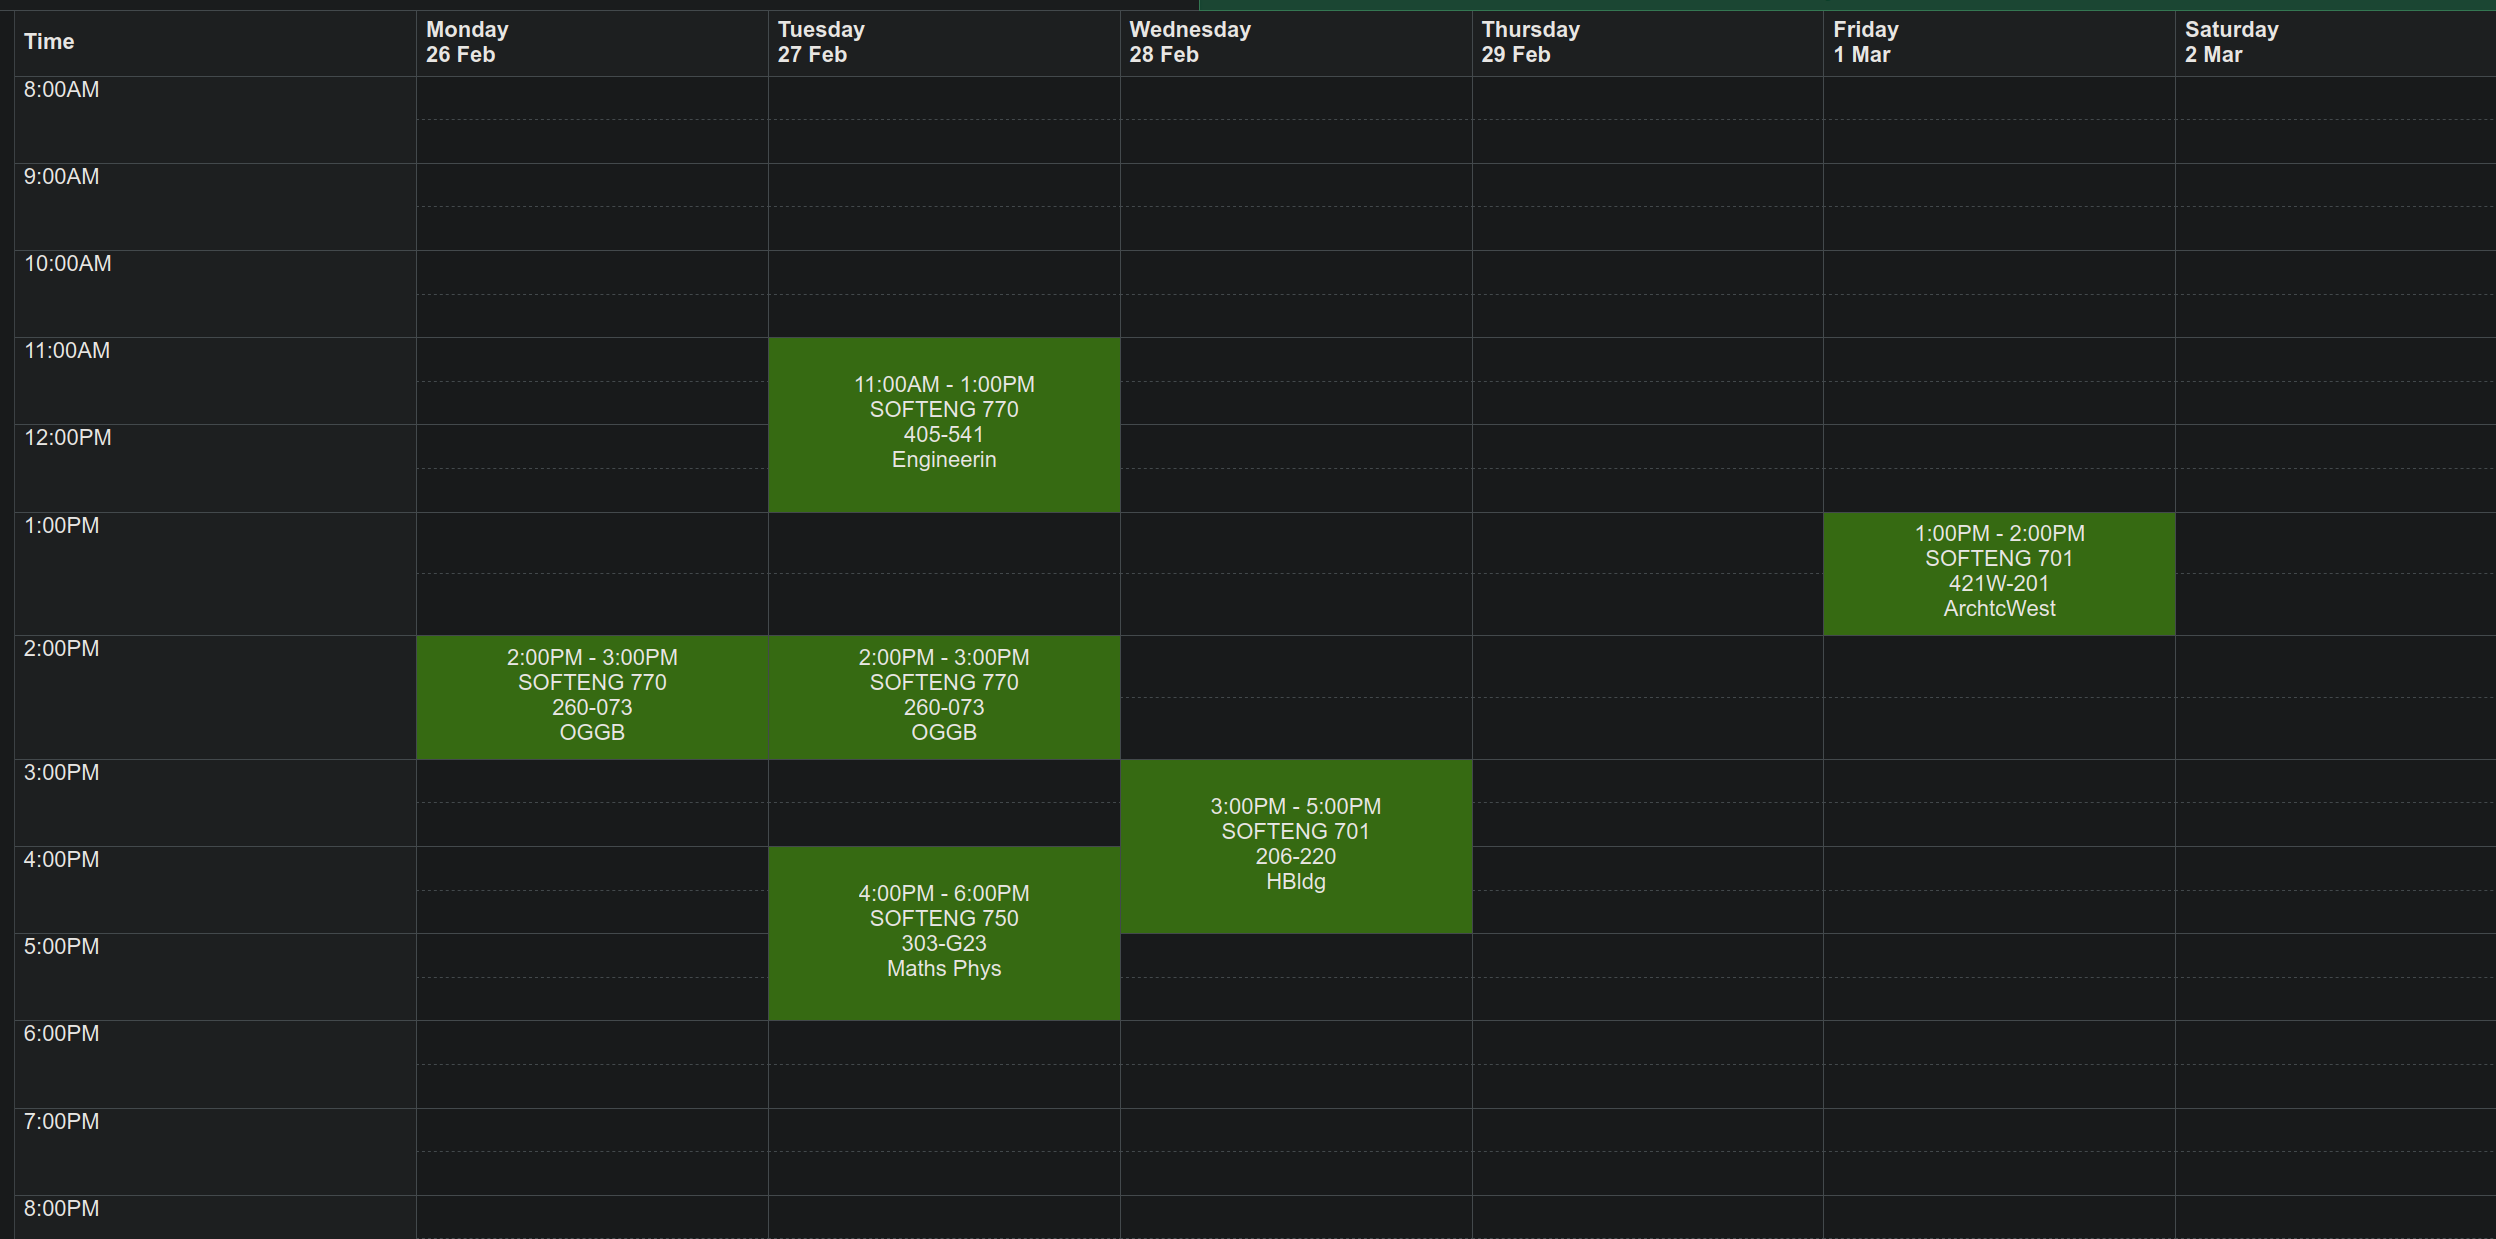 Time
Monday
26 Feb
Tuesday
27 Feb
Wednesday
28 Feb
Thursday
29 Feb
Friday
1 Mar
Saturday
2 Mar
8:00AM
9:00AM
10:00AM
11:00AM
11:00AM - 1:00PM
SOFTENG 770
405-541
Engineerin
12:00PM
1:00PM
1:00PM - 2:00PM
SOFTENG 701
421W-201
ArchtcWest
2:00PM
2:00PM - 3:00PM
SOFTENG 770
260-073
OGGB
2:00PM - 3:00PM
SOFTENG 770
260-073
OGGB
3:00PM
3:00PM - 5:00PM
SOFTENG 701
206-220
HBldg
4:00PM
4:00PM - 6:00PM
SOFTENG 750
303-G23
Maths Phys
5:00PM
6:00PM
7:00PM
8:00PM